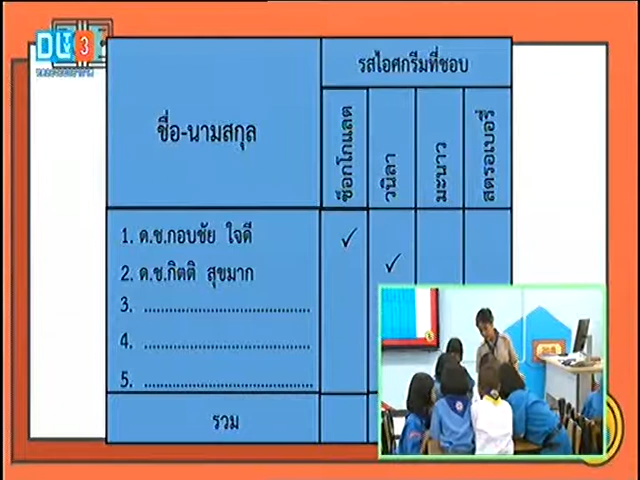 DLTV 3
รสไอศกรีมที่ชอบ
ชื่อ-นามสกุล
ช็อกโกแลต
วนิลา
มะนาว
สตรอเบอรี่
1. ด.ช.กอบชัย ใจดี ✓
2. ด.ช.กิตติ สุขมาก ✓
3. ........................................
4. ........................................
5. ........................................
รวม